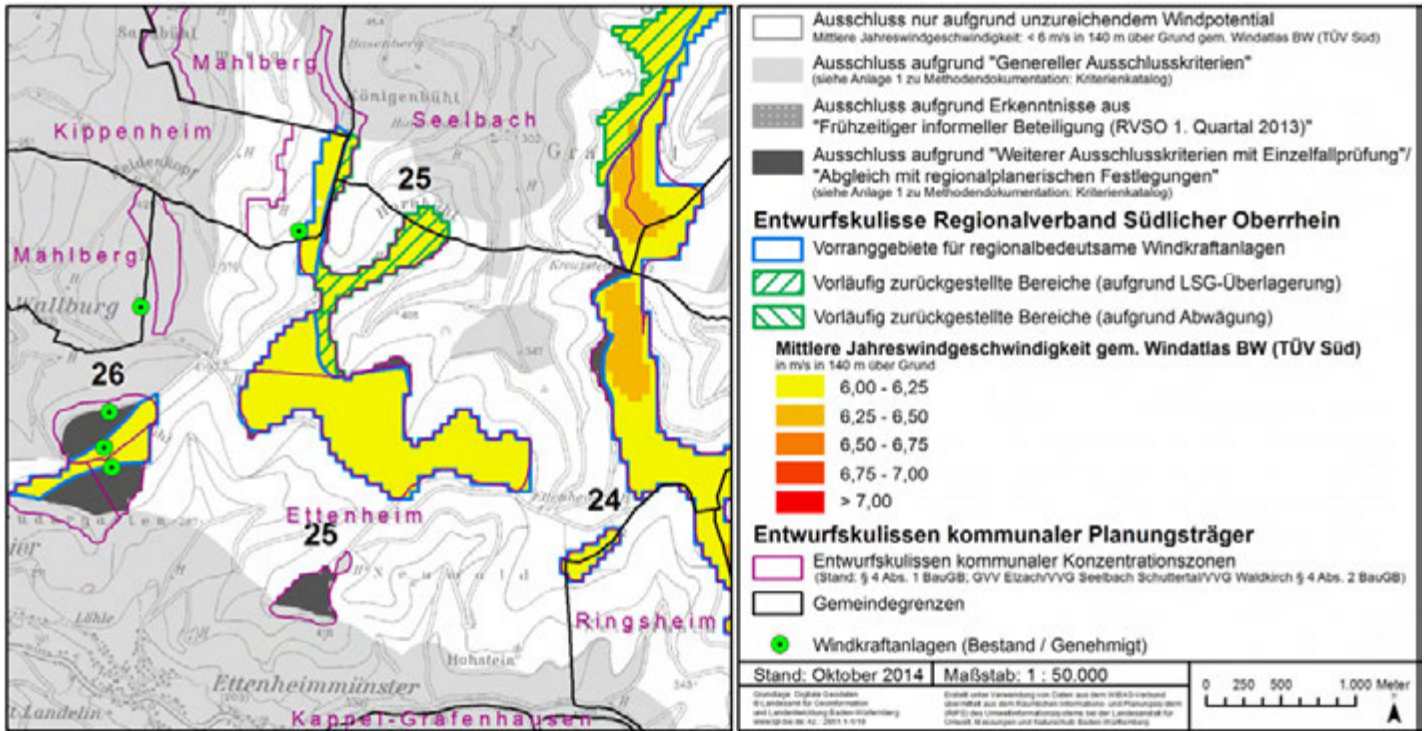 Mahlberg
Königenbühl
Seelbach
Kippenheim
25
Mahlberg
Wallburg
26
Ettenheim
24
25
Ringsheim
Hohstein
Ettenheimmünster
Kappel-Grafenhausen
Ausschluss nur aufgrund unzureichendem Windpotential
Mittlere Jahreswindgeschwindigkeit: < 6 m/s in 140 m über Grund gem. Windatlas BW (TÜV Süd)
Ausschluss aufgrund "Genereller Ausschlusskriterien"
(siehe Anlage 1 zu Methodendokumentation: Kriterienkatalog)
Ausschluss aufgrund Erkenntnisse aus
"Frühzeitiger informeller Beteiligung (RVSO 1. Quartal 2013)"
Ausschluss aufgrund "Weiterer Ausschlusskriterien mit Einzelfallprüfung"/
"Abgleich mit regionalplanerischen Festlegungen"
(siehe Anlage 1 zu Methodendokumentation: Kriterienkatalog)
Entwurfskulisse Regionalverband Südlicher Oberrhein
Vorranggebiete für regionalbedeutsame Windkraftanlagen
Vorläufig zurückgestellte Bereiche (aufgrund LSG-Überlagerung)
Vorläufig zurückgestellte Bereiche (aufgrund Abwägung)
Mittlere Jahreswindgeschwindigkeit gem. Windatlas BW (TÜV Süd)
in m/s in 140 m über Grund
6,00 - 6,25
6,25 - 6,50
6,50 - 6,75
6,75 - 7,00
> 7,00
Entwurfskulissen kommunaler Planungsträger
Entwurfskulissen kommunaler Konzentrationszonen
(Stand: § 4 Abs. 1 BauGB; GVV Elzach/VVG Seelbach Schuttertal/VVG Waldkirch § 4 Abs. 2 BauGB)
Gemeindegrenzen
Windkraftanlagen (Bestand / Genehmigt)
Stand: Oktober 2014
Maßstab: 1 : 50.000
0 250 500 1.000 Meter
N